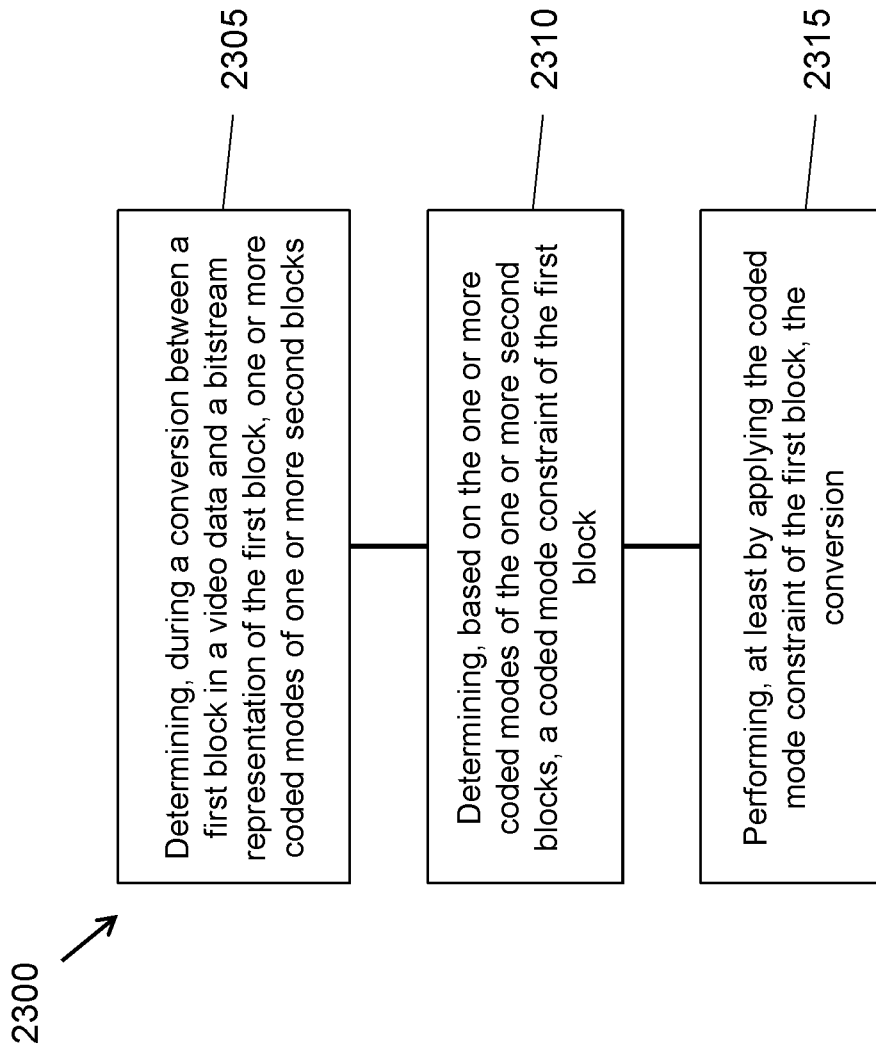 2300
Determining, during a conversion between a
first block in a video data and a bitstream
representation of the first block, one or more
coded modes of one or more second blocks
2305
Determining, based on the one or more
coded modes of the one or more second
blocks, a coded mode constraint of the first
block
2310
Performing, at least by applying the coded
mode constraint of the first block, the
conversion
2315